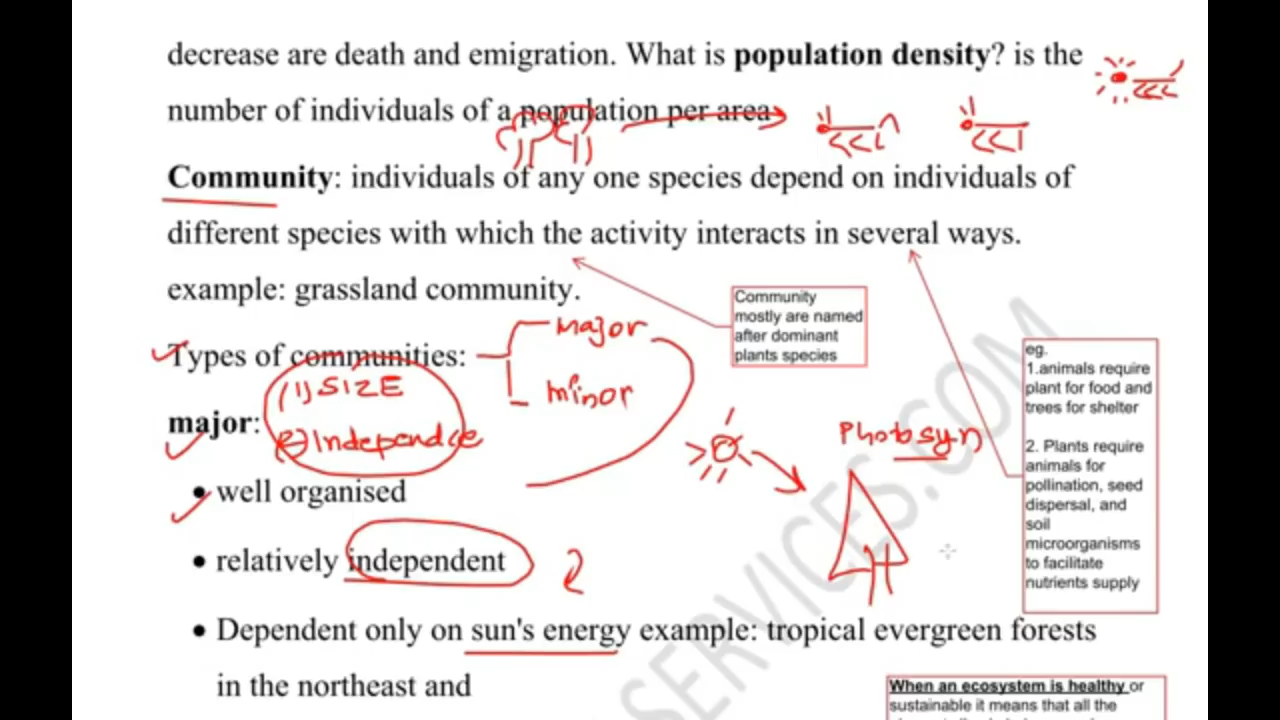 decrease are death and emigration. What is population density? is the
number of individuals of a population per area
Community: individuals of any one species depend on individuals of
different species with which the activity interacts in several ways.
example: grassland community.
Community
mostly are named
after dominant
plants species
Types of communities:
major
minor
(1) SIZE
major:
(2) Independce
Photosyn
eg.
1.animals require
plant for food and
trees for shelter
2. Plants require
animals for
pollination, seed
dispersal, and
soil
microorganisms
to facilitate
nutrients supply
• well organised
• relatively independent
• Dependent only on sun's energy example: tropical evergreen forests
in the northeast and
When an ecosystem is healthy or
sustainable it means that all the
SERVICES.COM